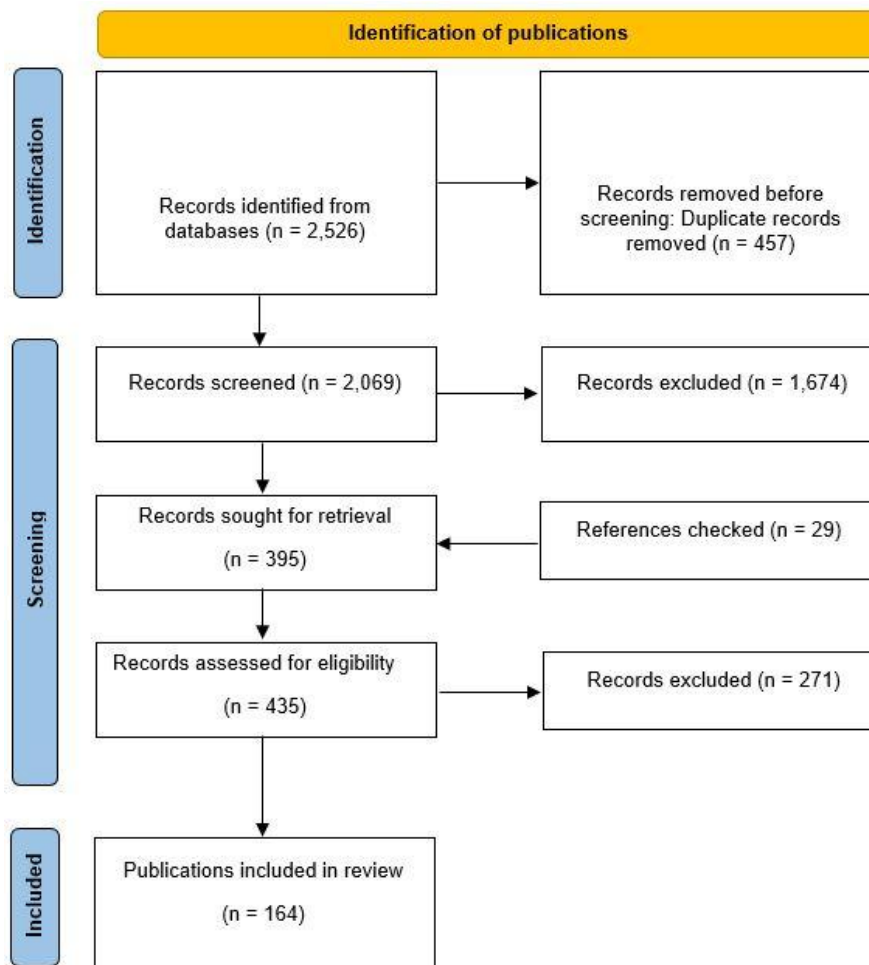 Identification of publications
Identification
Records identified from
databases (n = 2,526)
Records removed before
screening: Duplicate records
removed (n = 457)
Screening
Records screened (n = 2,069)
Records excluded (n = 1,674)
Records sought for retrieval
(n = 395)
References checked (n = 29)
Records assessed for eligibility
(n = 435)
Records excluded (n = 271)
Included
Publications included in review
(n = 164)